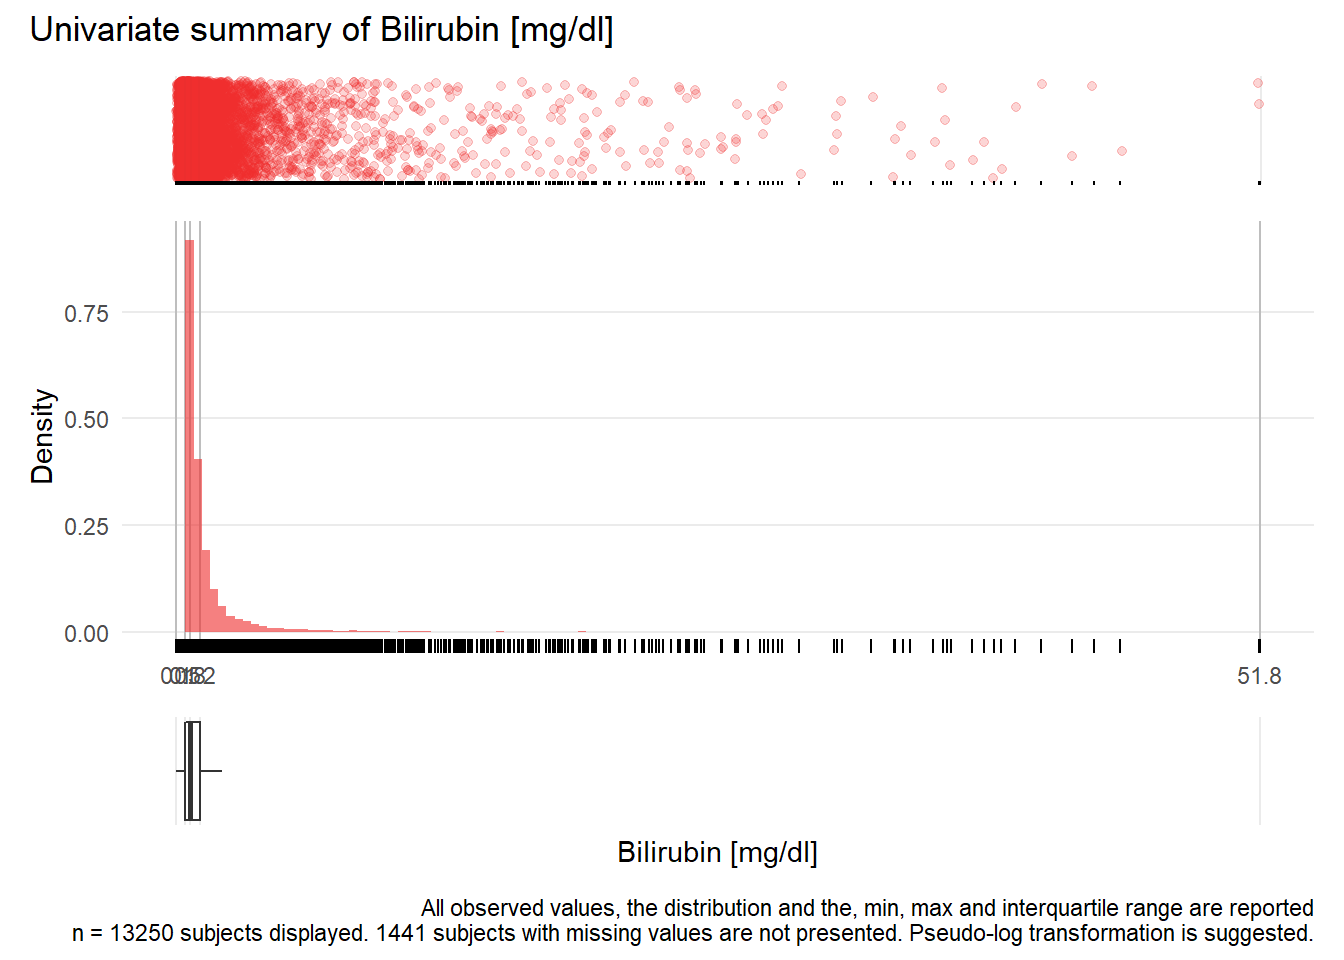 Univariate summary of Bilirubin [mg/dl]
Density
0.75
0.50
0.25
0.00
51.8
Bilirubin [mg/dl]
All observed values, the distribution and the, min, max and interquartile range are reported
n = 13250 subjects displayed. 1441 subjects with missing values are not presented. Pseudo-log transformation is suggested.